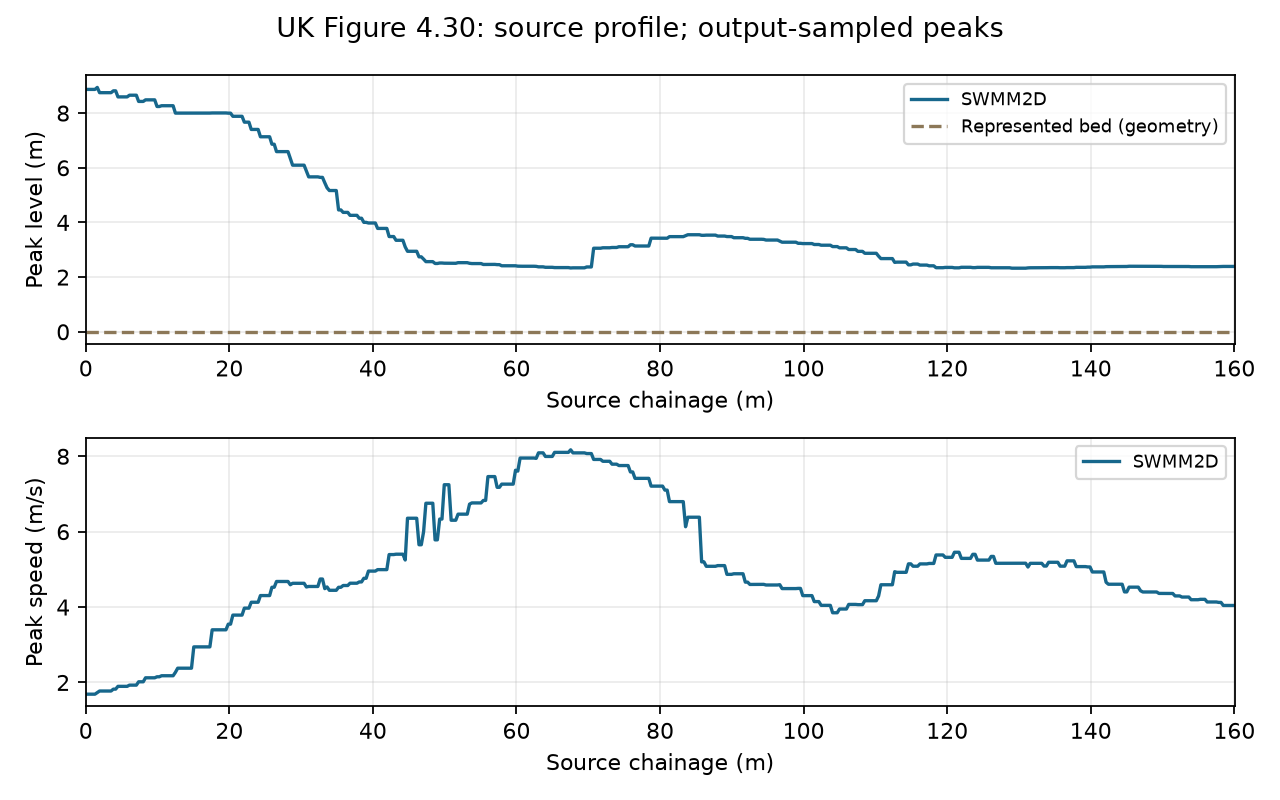 UK Figure 4.30: source profile; output-sampled peaks
Peak level (m)
8
6
4
2
0
SWMM2D
Represented bed (geometry)
0 20 40 60 80 100 120 140 160
Source chainage (m)
Peak speed (m/s)
8
6
4
2
SWMM2D
0 20 40 60 80 100 120 140 160
Source chainage (m)